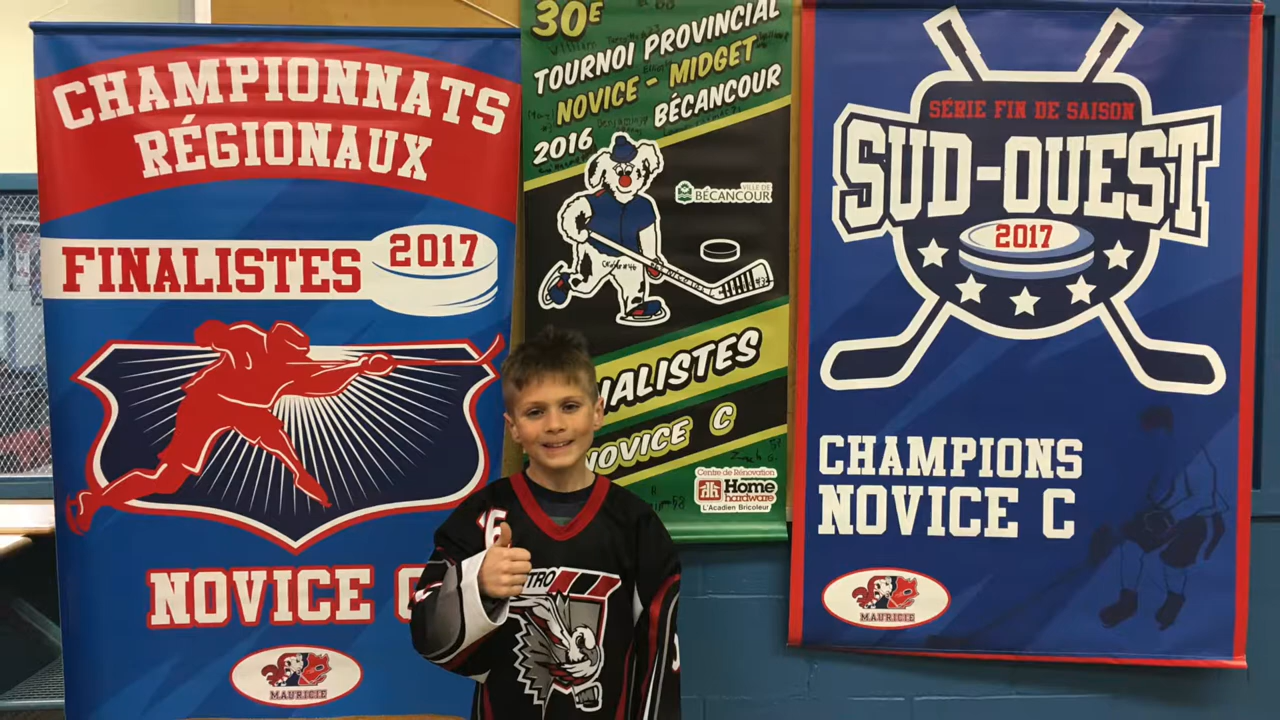 CHAMPIONNATS
RÉGIONAUX
FINALISTES
2017
NOVICE C
MAURICIE
30E
TOURNOI PROVINCIAL
NOVICE - MIDGET
2016 BÉCANCOUR
VILLE DE
BÉCANCOUR
NOVICE C
Centre de Rénovation
Home
hardware
L'Acadien Bricoleur
SÉRIE FIN DE SAISON
SUD-OUEST
2017
CHAMPIONS
NOVICE C
MAURICIE